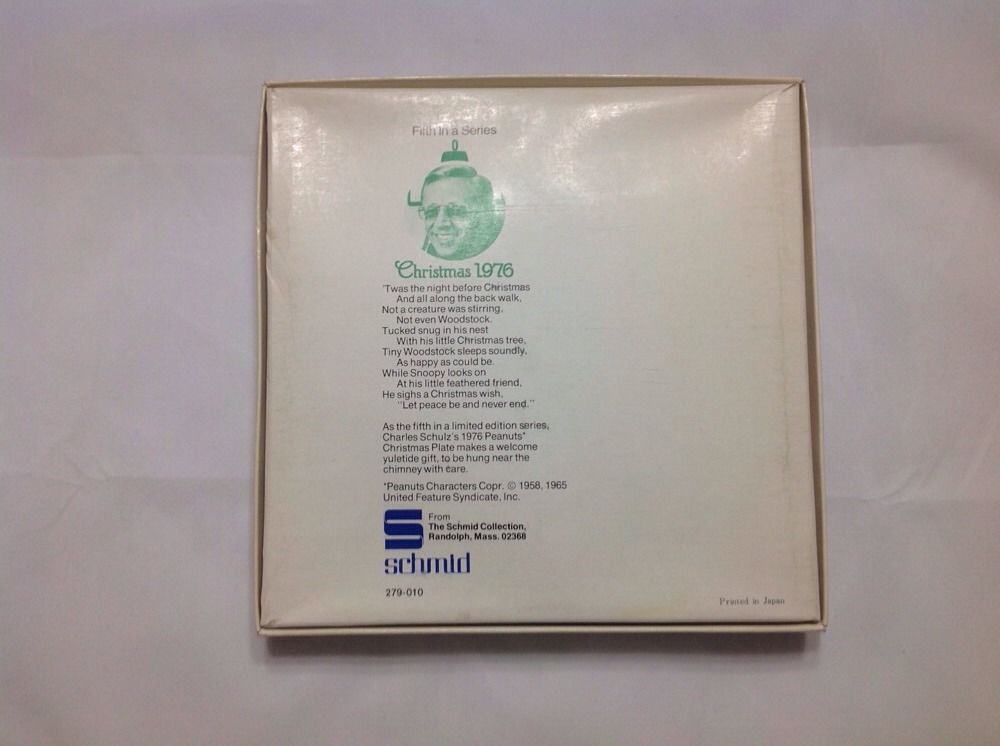 Fifth in a Series
Christmas 1976
'Twas the night before Christmas
And all along the back walk,
Not a creature was stirring,
Not even Woodstock.
Tucked snug in his nest
With his little Christmas tree,
Tiny Woodstock sleeps soundly,
As happy as could be.
While Snoopy looks on
At his little feathered friend,
He sighs a Christmas wish,
"Let peace be and never end."
As the fifth in a limited edition series,
Charles Schulz's 1976 Peanuts*
Christmas Plate makes a welcome
yuletide gift, to be hung near the
chimney with care.
*Peanuts Characters Copr. © 1958, 1965
United Feature Syndicate, Inc.
From
The Schmid Collection,
Randolph, Mass. 02368
schmid
279-010
Printed in Japan